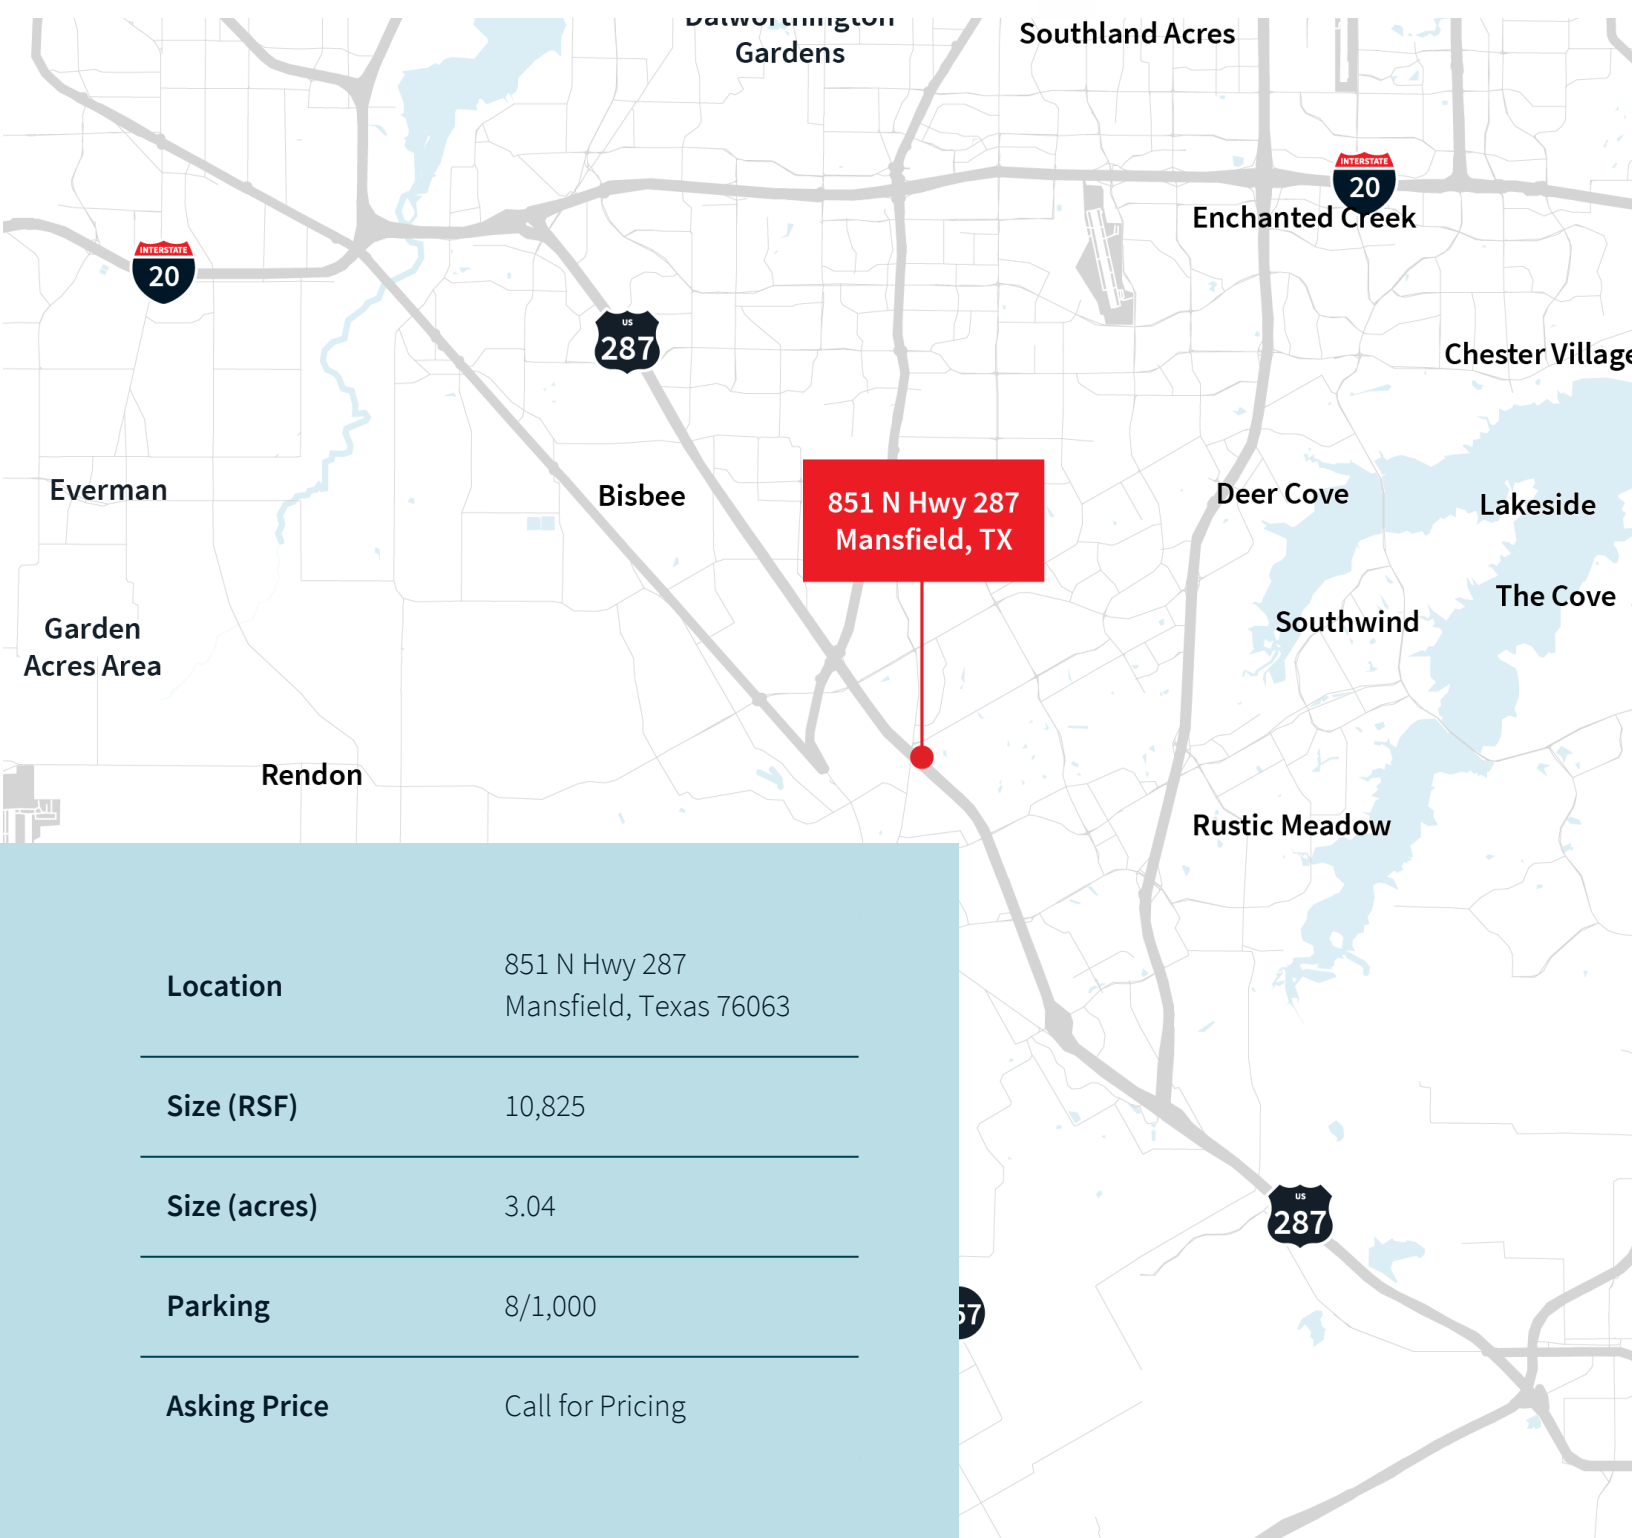 Dalworthington
Gardens
Southland Acres
INTERSTATE
20
Enchanted Creek
INTERSTATE
20
US
287
Chester Village
Everman
Bisbee
851 N Hwy 287
Mansfield, TX
Deer Cove
Lakeside
The Cove
Southwind
Garden
Acres Area
Rendon
Rustic Meadow
Location
851 N Hwy 287
Mansfield, Texas 76063
Size (RSF)
10,825
Size (acres)
3.04
Parking
8/1,000
Asking Price
Call for Pricing
US
287
57